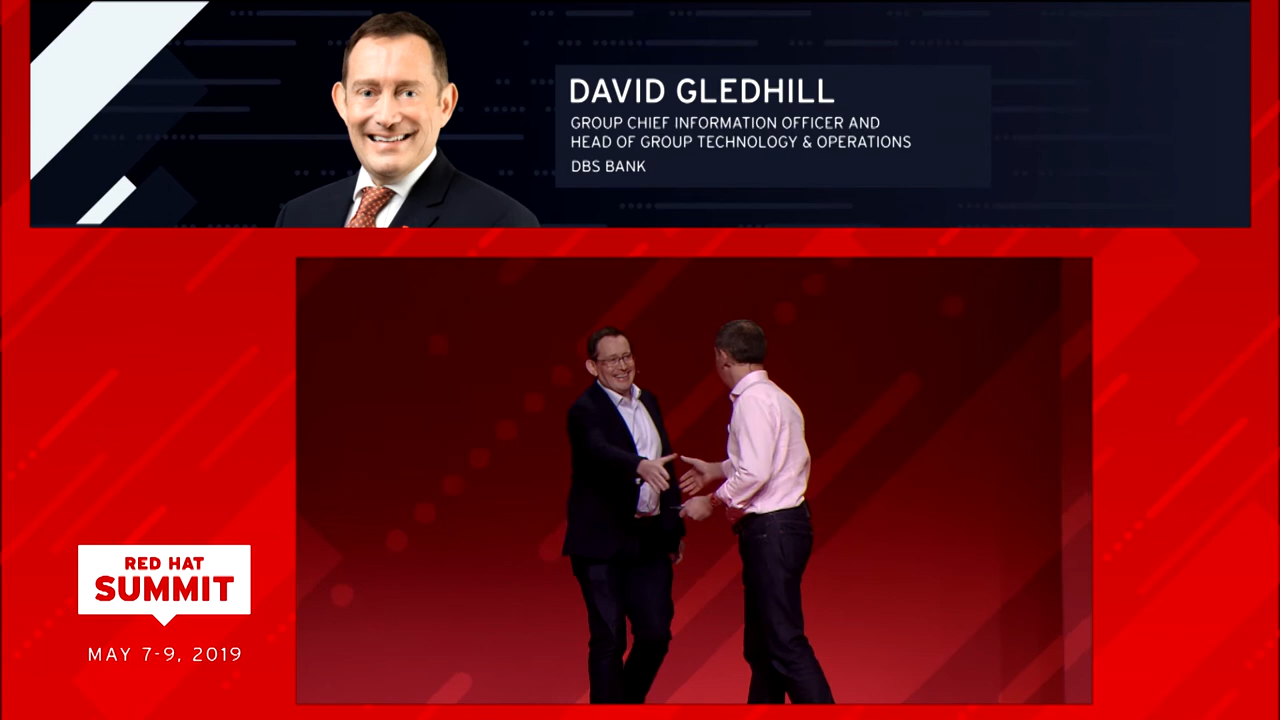 DAVID GLEDHILL
GROUP CHIEF INFORMATION OFFICER AND
HEAD OF GROUP TECHNOLOGY & OPERATIONS
DBS BANK
RED HAT
SUMMIT
MAY 7-9, 2019